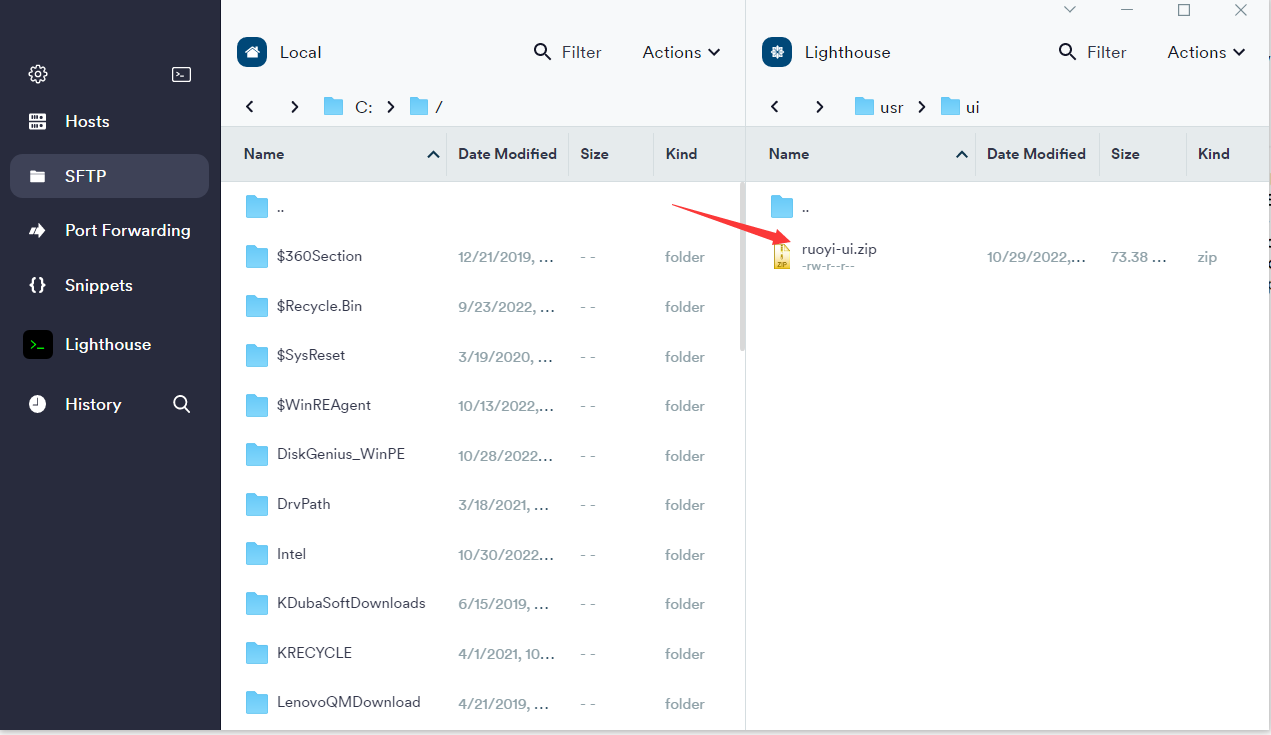 Hosts
SFTP
Port Forwarding
Snippets
Lighthouse
History
Local
Filter
Actions
C: /
Name Date Modified Size Kind
..
$360Section 12/21/2019, ... - - folder
$Recycle.Bin 9/23/2022, ... - - folder
$SysReset 3/19/2020, ... - - folder
$WinREAgent 10/13/2022,... - - folder
DiskGenius_WinPE 10/28/2022... - - folder
DrvPath 3/18/2021, ... - - folder
Intel 10/30/2022... - - folder
KDubaSoftDownloads 6/15/2019, ... - - folder
KRECYCLE 4/1/2021, 10... - - folder
LenovoQMDownload 4/21/2019, ... - - folder
Lighthouse
Filter
Actions
usr ui
Name Date Modified Size Kind
..
ruoyi-ui.zip 10/29/2022,... 73.38 ... zip
-rw-r--r--
ZIP